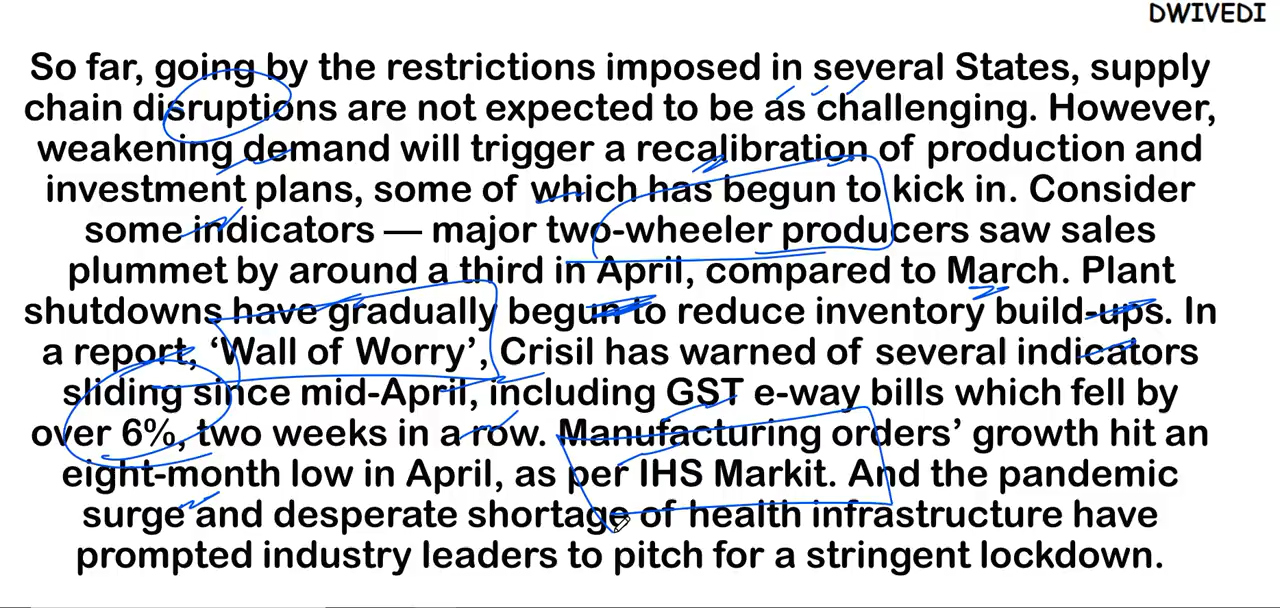 DWIVEDI
So far, going by the restrictions imposed in several States, supply
chain disruptions are not expected to be as challenging. However,
weakening demand will trigger a recalibration of production and
investment plans, some of which has begun to kick in. Consider
some indicators — major two-wheeler producers saw sales
plummet by around a third in April, compared to March. Plant
shutdowns have gradually begun to reduce inventory build-ups. In
a report, ‘Wall of Worry’, Crisil has warned of several indicators
sliding since mid-April, including GST e-way bills which fell by
over 6%, two weeks in a row. Manufacturing orders’ growth hit an
eight-month low in April, as per IHS Markit. And the pandemic
surge and desperate shortage of health infrastructure have
prompted industry leaders to pitch for a stringent lockdown.